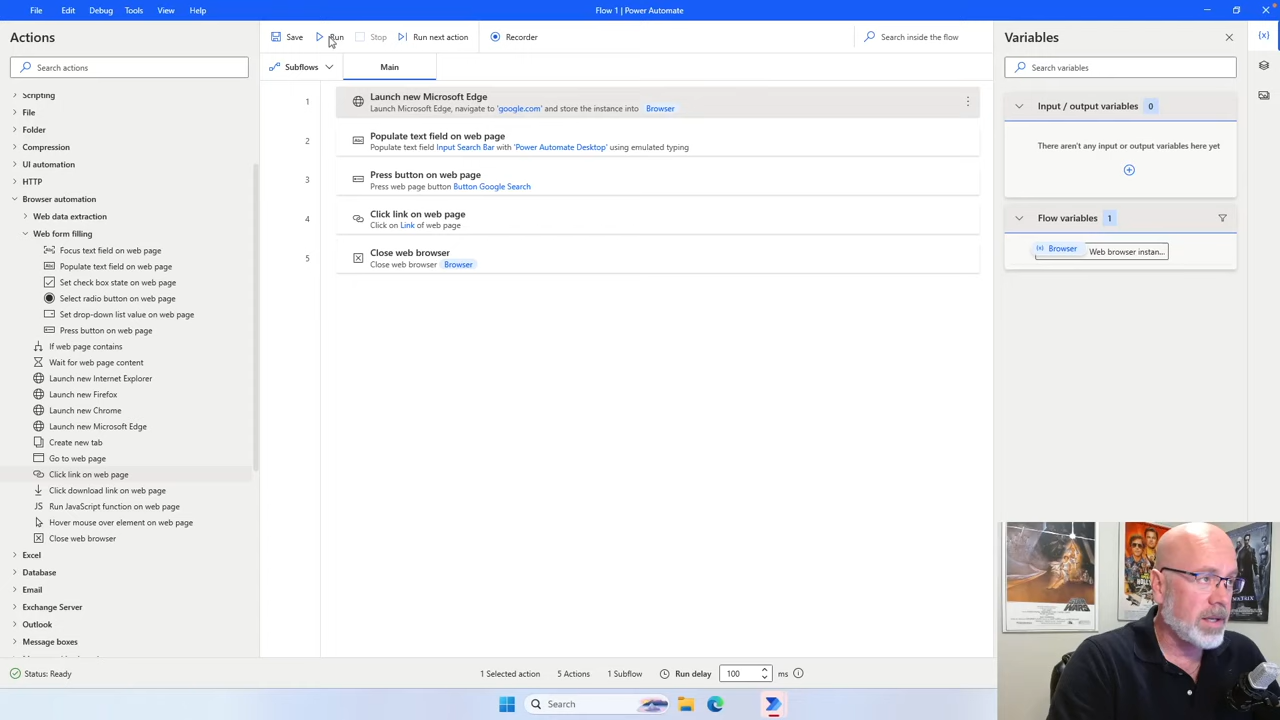 File Edit Debug Tools View Help
Flow 1 | Power Automate
Actions
Search actions
Scripting
File
Folder
Compression
UI automation
HTTP
Browser automation
Web data extraction
Web form filling
Focus text field on web page
Populate text field on web page
Set check box state on web page
Select radio button on web page
Set drop-down list value on web page
Press button on web page
If web page contains
Wait for web page content
Launch new Internet Explorer
Launch new Firefox
Launch new Chrome
Launch new Microsoft Edge
Create new tab
Go to web page
Click link on web page
Click download link on web page
JS Run JavaScript function on web page
Hover mouse over element on web page
Close web browser
Excel
Database
Email
Exchange Server
Outlook
Message boxes
Save Run Stop Run next action Recorder
Search inside the flow
Subflows Main
1 Launch new Microsoft Edge
Launch Microsoft Edge, navigate to 'google.com' and store the instance into Browser
2 Populate text field on web page
Populate text field Input Search Bar with 'Power Automate Desktop' using emulated typing
3 Press button on web page
Press web page button Button Google Search
4 Click link on web page
Click on Link of web page
5 Close web browser
Close web browser Browser
Variables
Search variables
Input / output variables 0
There aren't any input or output variables here yet
Flow variables 1
{x} Browser Web browser instan...
{x}
STAR
WARS
MATRIX
Status: Ready
1 Selected action 5 Actions 1 Subflow Run delay 100 ms
Search